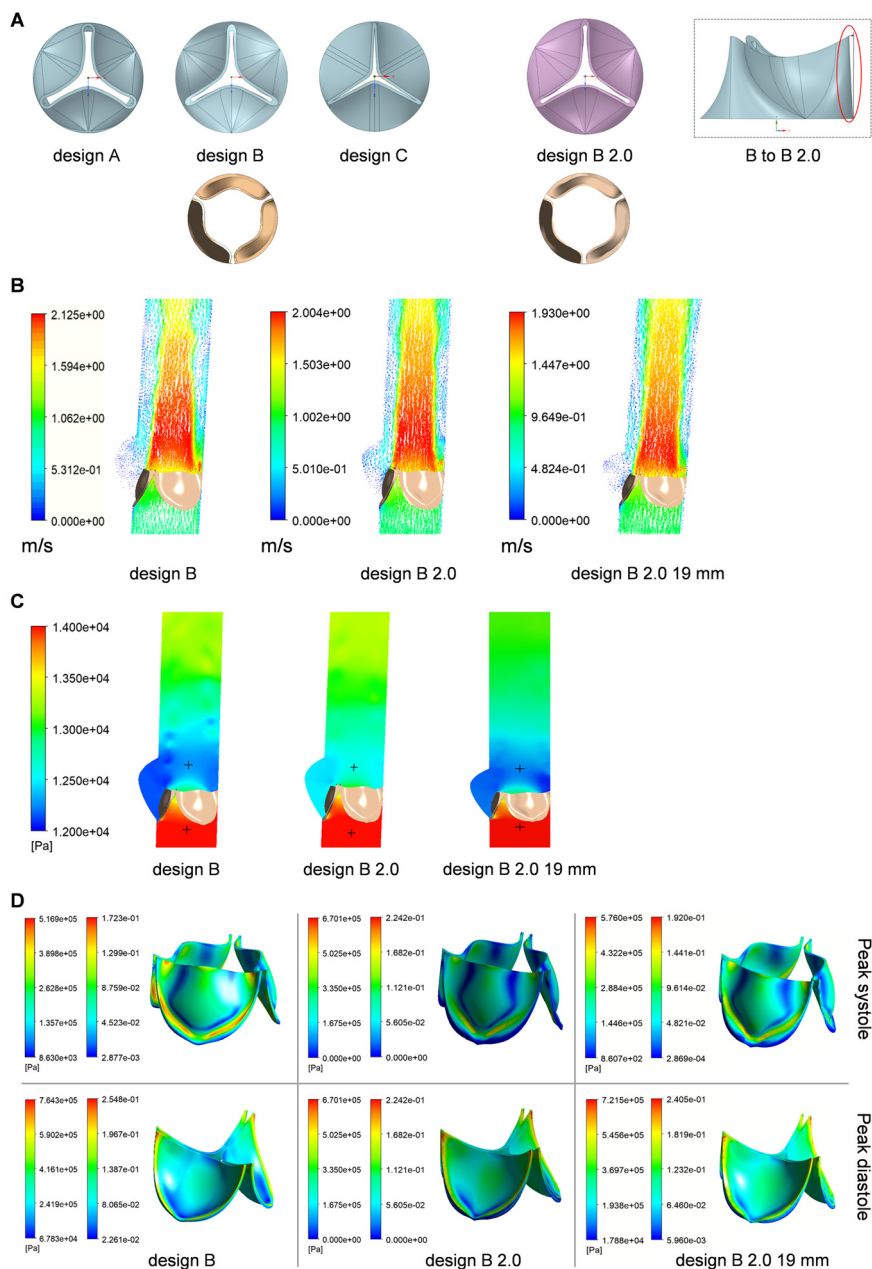 A
design A
design B
design C
design B 2.0
B to B 2.0
B
2.125e+00
1.594e+00
1.062e+00
5.312e-01
0.000e+00
m/s
design B
2.004e+00
1.503e+00
1.002e+00
5.010e-01
0.000e+00
m/s
design B 2.0
1.930e+00
1.447e+00
9.649e-01
4.824e-01
0.000e+00
m/s
design B 2.0 19 mm
C
1.400e+04
1.350e+04
1.300e+04
1.250e+04
1.200e+04
[Pa]
design B
design B 2.0
design B 2.0 19 mm
D
5.169e+05
3.898e+05
2.628e+05
1.357e+05
8.630e+03
[Pa]
1.723e-01
1.299e-01
8.759e-02
4.523e-02
2.877e-03
6.701e+05
5.025e+05
3.350e+05
1.675e+05
0.000e+00
[Pa]
2.242e-01
1.682e-01
1.121e-01
5.605e-02
0.000e+00
5.760e+05
4.322e+05
2.884e+05
1.446e+05
8.607e+02
[Pa]
1.920e-01
1.441e-01
9.614e-02
4.821e-02
2.869e-04
Peak systole
7.643e+05
5.902e+05
4.161e+05
2.419e+05
6.783e+04
[Pa]
2.548e-01
1.967e-01
1.387e-01
8.065e-02
2.261e-02
design B
6.701e+05
5.025e+05
3.350e+05
1.675e+05
0.000e+00
[Pa]
2.242e-01
1.682e-01
1.121e-01
5.605e-02
0.000e+00
design B 2.0
7.215e+05
5.456e+05
3.697e+05
1.938e+05
1.788e+04
[Pa]
2.405e-01
1.819e-01
1.232e-01
6.460e-02
5.960e-03
design B 2.0 19 mm
Peak diastole